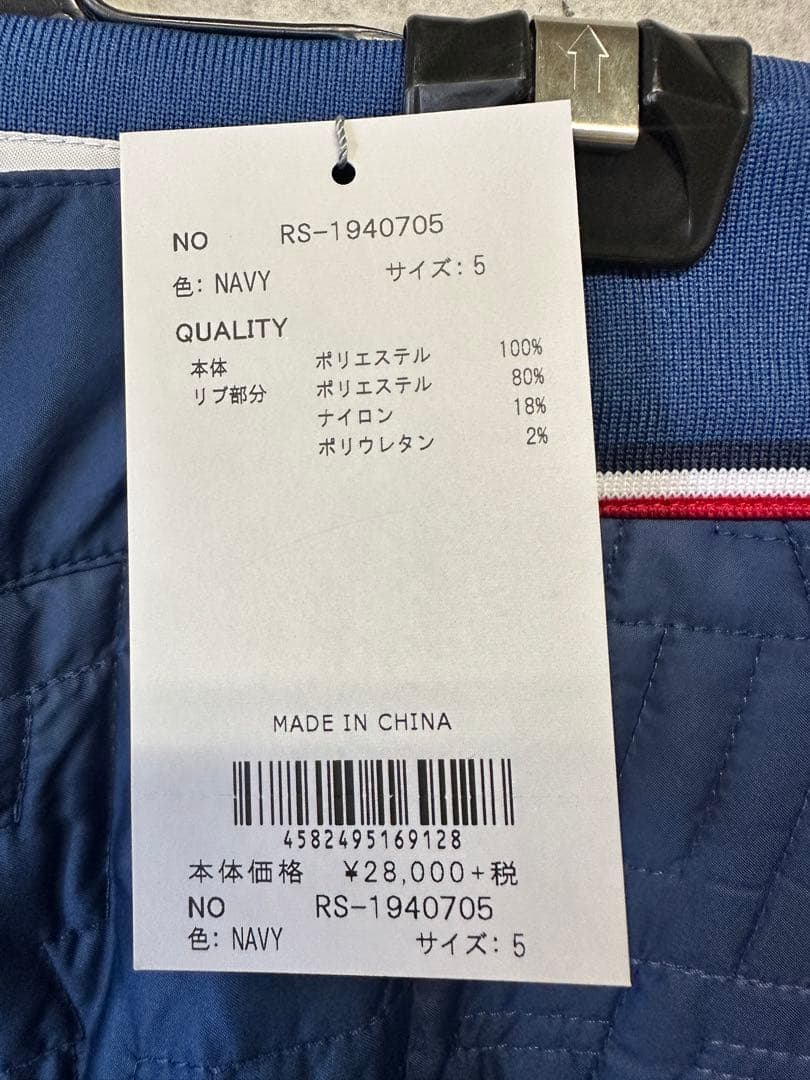 NO RS-1940705
色: NAVY サイズ: 5
QUALITY
本体 ポリエステル 100%
リブ部分 ポリエステル 80%
ナイロン 18%
ポリウレタン 2%
MADE IN CHINA
4582495169128
本体価格 ¥28,000+税
NO RS-1940705
色: NAVY サイズ: 5